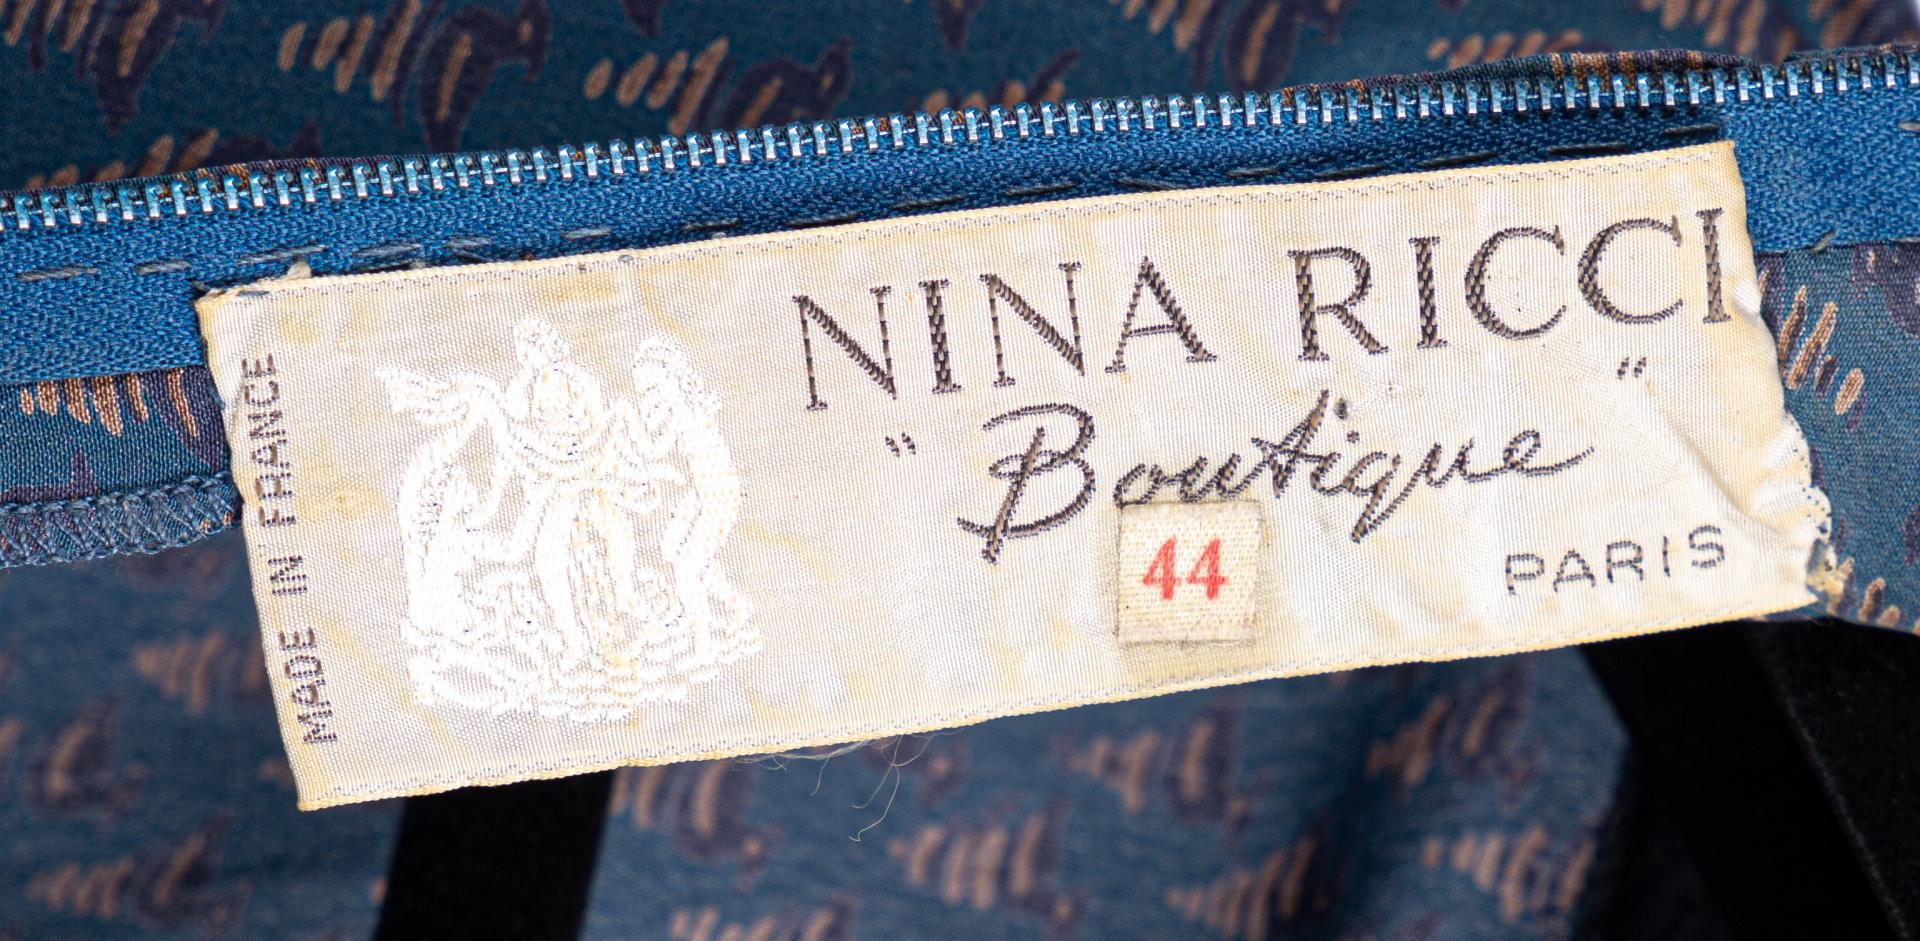 MADE IN FRANCE
NINA RICCI
"Boutique"
44
PARIS